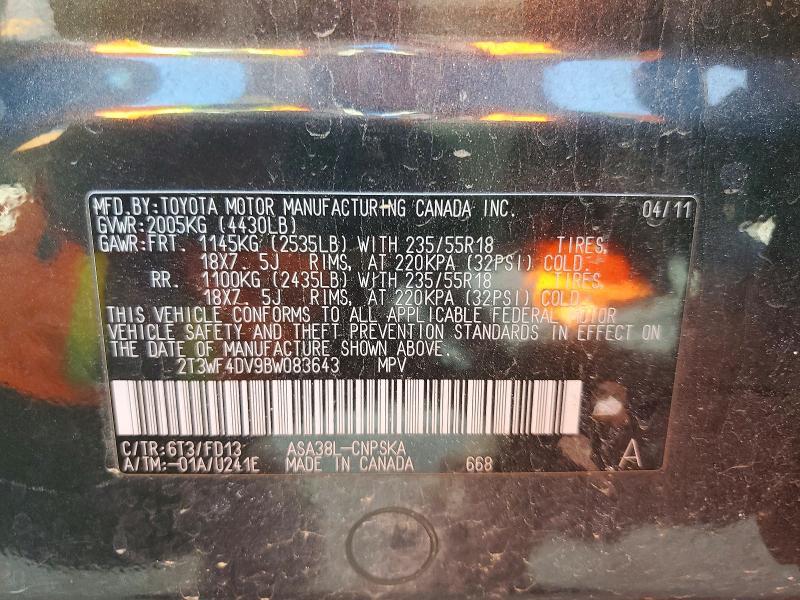 MFD.BY:TOYOTA MOTOR MANUFACTURING CANADA INC. 04/11
GVWR:2005KG (4430LB)
GAWR:FRT. 1145KG (2535LB) WITH 235/55R18 TIRES,
18X7.5J RIMS, AT 220KPA (32PSI) COLD.
RR. 1100KG (2435LB) WITH 235/55R18 TIRES,
18X7.5J RIMS, AT 220KPA (32PSI) COLD.
THIS VEHICLE CONFORMS TO ALL APPLICABLE FEDERAL MOTOR
VEHICLE SAFETY AND THEFT PREVENTION STANDARDS IN EFFECT ON
THE DATE OF MANUFACTURE SHOWN ABOVE.
2T3WF4DV9BW083643 MPV
C/TR:6T3/FD13 ASA38L-CNPSKA
A/TM:-01A/U241E MADE IN CANADA 668 A